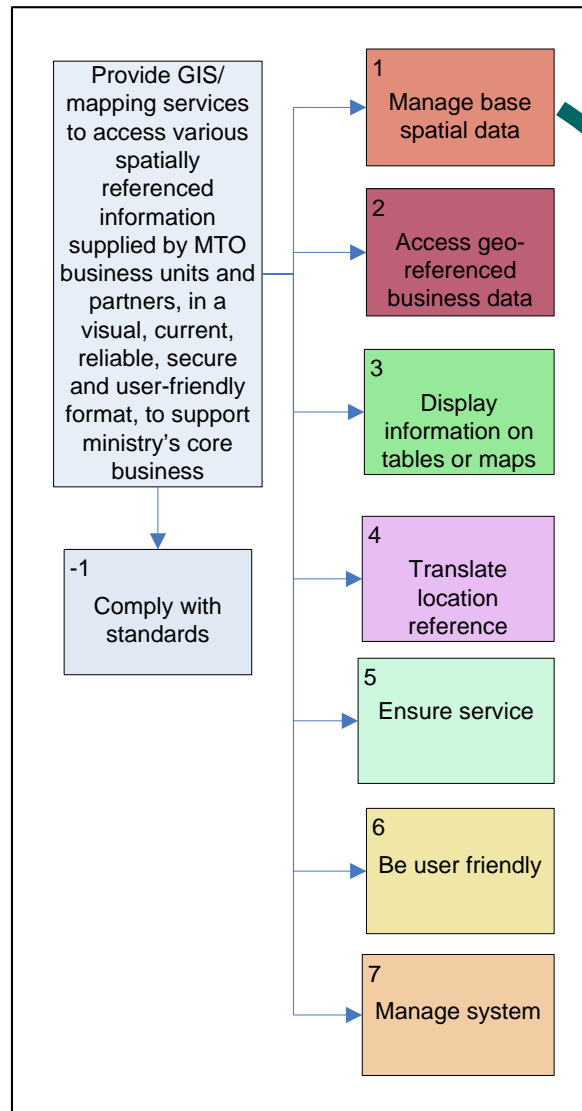 Provide GIS/
mapping services
to access various
spatially
referenced
information
supplied by MTO
business units and
partners, in a
visual, current,
reliable, secure
and user-friendly
format, to support
ministry's core
business
-1
Comply with
standards
1
Manage base
spatial data
2
Access geo-
referenced
business data
3
Display
information on
tables or maps
4
Translate
location
reference
5
Ensure service
6
Be user friendly
7
Manage system